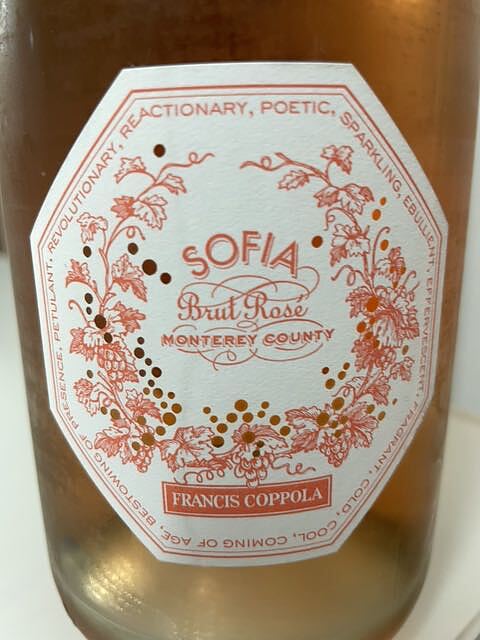 SOFIA
Brut Rosé
MONTEREY COUNTY
FRANCIS COPPOLA
REVOLUTIONARY, REACTIONARY, POETIC, SPARKLING, EBULLIENT, EFFERVESCENT, FRAGRANT, COLD, COOL, COMING OF AGE, BESTOWING OF PRESENCE, PETULANT,